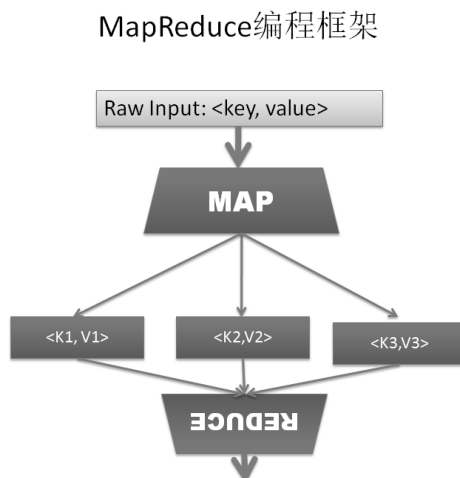 MapReduce编程框架
Raw Input: <key, value>
MAP
<K1, V1>
<K2,V2>
<K3,V3>
REDUCE